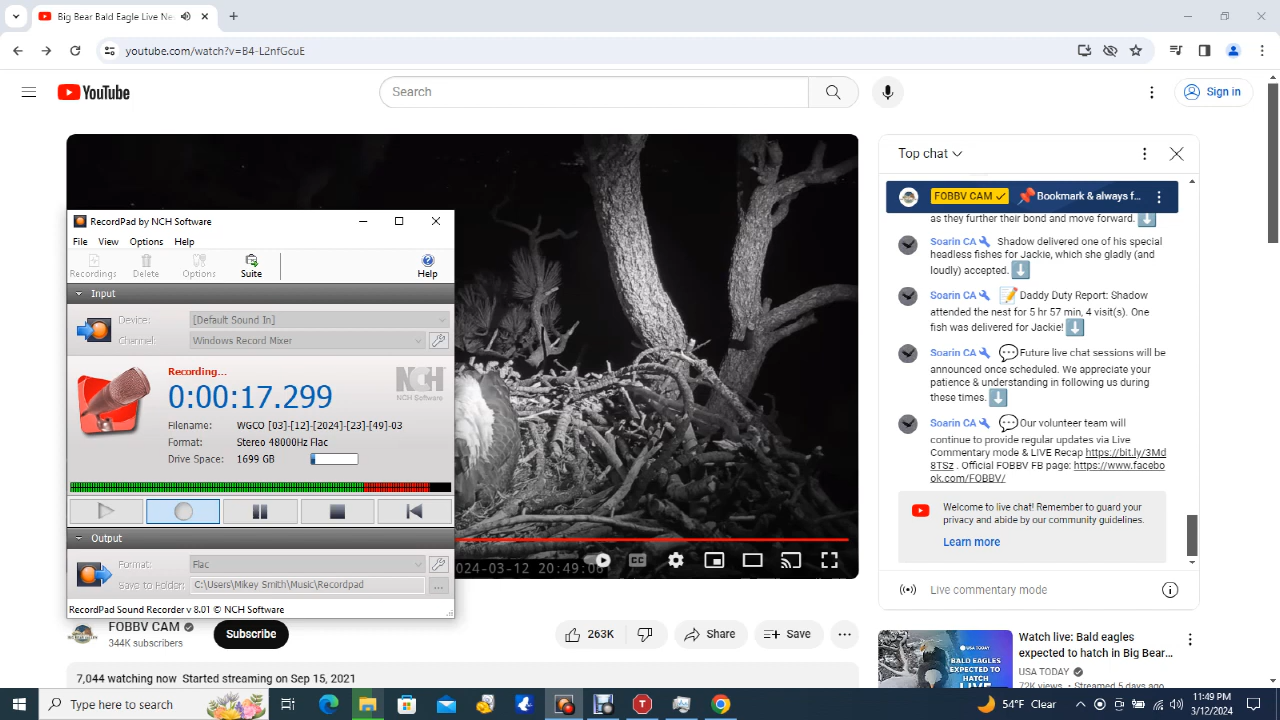 Big Bear Bald Eagle Live Ne
youtube.com/watch?v=B4-L2nfGcuE
YouTube
Search
Sign in
RecordPad by NCH Software
File View Options Help
Recordings Delete Options Suite Help
Input
Device: [Default Sound In]
Channel: Windows Record Mixer
Recording...
0:00:17.299
NCH
NCH Software
Filename: WGCO [03]-[12]-[2024]-[23]-[49]-03
Format: Stereo 48000Hz Flac
Drive Space: 1699 GB
Output
Format: Flac
Save to Folder: C:\Users\Mikey Smith\Music\Recordpad
...
RecordPad Sound Recorder v 8.01 © NCH Software
CC
Top chat
FOBBV CAM Bookmark & always f...
as they further their bond and move forward.
Soarin CA Shadow delivered one of his special
headless fishes for Jackie, which she gladly (and
loudly) accepted.
Soarin CA Daddy Duty Report: Shadow
attended the nest for 5 hr 57 min, 4 visit(s). One
fish was delivered for Jackie!
Soarin CA Future live chat sessions will be
announced once scheduled. We appreciate your
patience & understanding in following us during
these times.
Soarin CA Our volunteer team will
continue to provide regular updates via Live
Commentary mode & LIVE Recap https://bit.ly/3Md
8TSz . Official FOBBV FB page: https://www.facebo
ok.com/FOBBV/
Welcome to live chat! Remember to guard your
privacy and abide by our community guidelines.
Learn more
Live commentary mode
FOBBV CAM
344K subscribers
Subscribe
263K
Share
Save
7,044 watching now Started streaming on Sep 15, 2021
USA TODAY
BALD EAGLES
EXPECTED TO
HATCH LIVE
Watch live: Bald eagles
expected to hatch in Big Bear...
USA TODAY
72K views • Streamed 5 days ago
Type here to search
54°F Clear
11:49 PM
3/12/2024